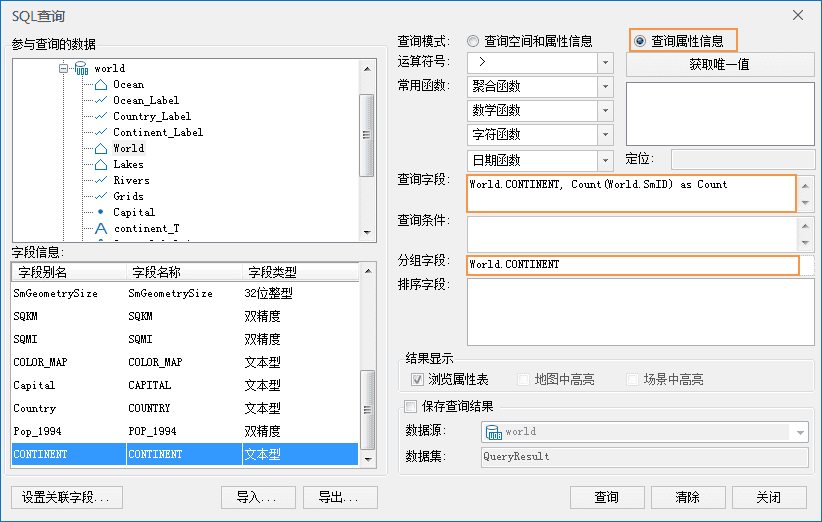 SQL查询
参与查询的数据
world
Ocean
Ocean_Label
Country_Label
Continent_Label
World
Lakes
Rivers
Grids
Capital
continent_T
字段信息:
字段别名 字段名称 字段类型
SmGeometrySize SmGeometrySize 32位整型
SQKM SQKM 双精度
SQMI SQMI 双精度
COLOR_MAP COLOR_MAP 文本型
Capital CAPITAL 文本型
Country COUNTRY 文本型
Pop_1994 POP_1994 双精度
CONTINENT CONTINENT 文本型
设置关联字段... 导入... 导出...
查询模式: 查询空间和属性信息 查询属性信息
运算符号: > 获取唯一值
常用函数: 聚合函数
数学函数
字符函数
日期函数 定位:
查询字段: World.CONTINENT, Count(World.SmID) as Count
查询条件:
分组字段: World.CONTINENT
排序字段:
结果显示
浏览属性表 地图中高亮 场景中高亮
保存查询结果
数据源: world
数据集: QueryResult
查询 清除 关闭